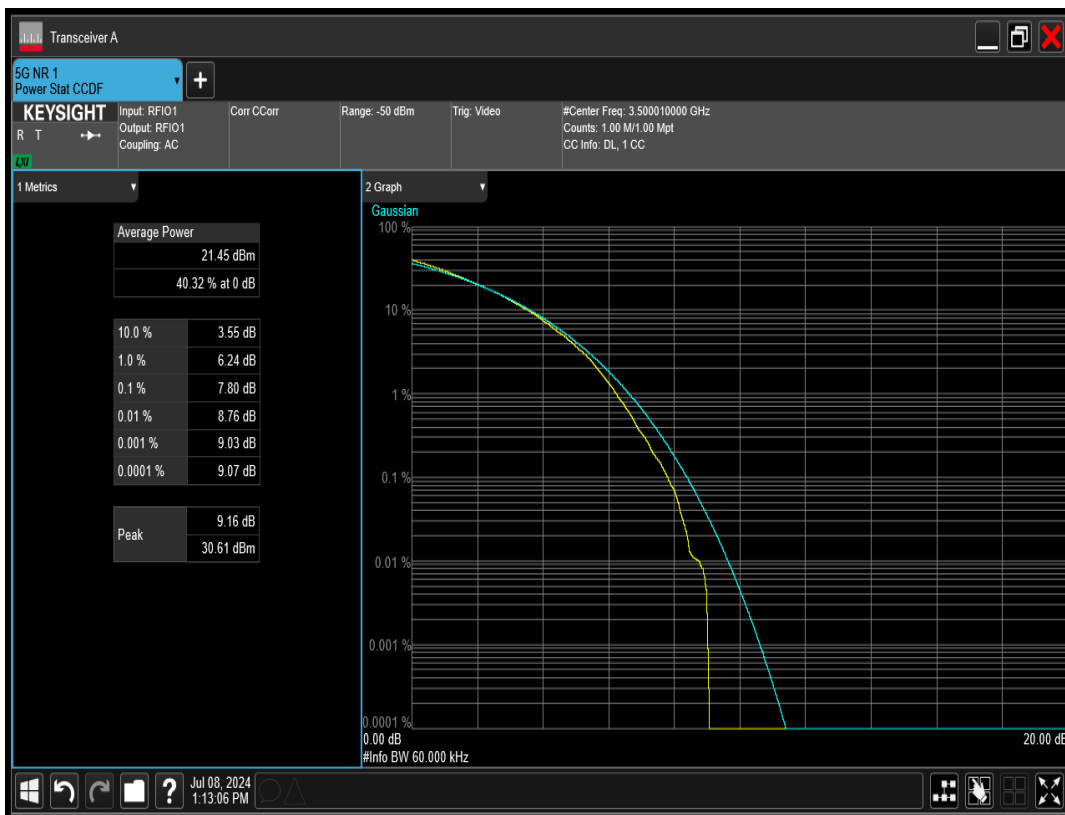 Transceiver A
5G NR 1
Power Stat CCDF
+
KEYSIGHT
R T
LXI
Input: RFIO1
Output: RFIO1
Coupling: AC
Corr CCorr
Range: -50 dBm
Trig: Video
#Center Freq: 3.500010000 GHz
Counts: 1.00 M/1.00 Mpt
CC Info: DL, 1 CC
1 Metrics
Average Power
21.45 dBm
40.32 % at 0 dB
10.0 % 3.55 dB
1.0 % 6.24 dB
0.1 % 7.80 dB
0.01 % 8.76 dB
0.001 % 9.03 dB
0.0001 % 9.07 dB
Peak
9.16 dB
30.61 dBm
2 Graph
Gaussian
100 %
10 %
1 %
0.1 %
0.01 %
0.001 %
0.0001 %
0.00 dB
20.00 dB
#Info BW 60.000 kHz
?
Jul 08, 2024
1:13:06 PM